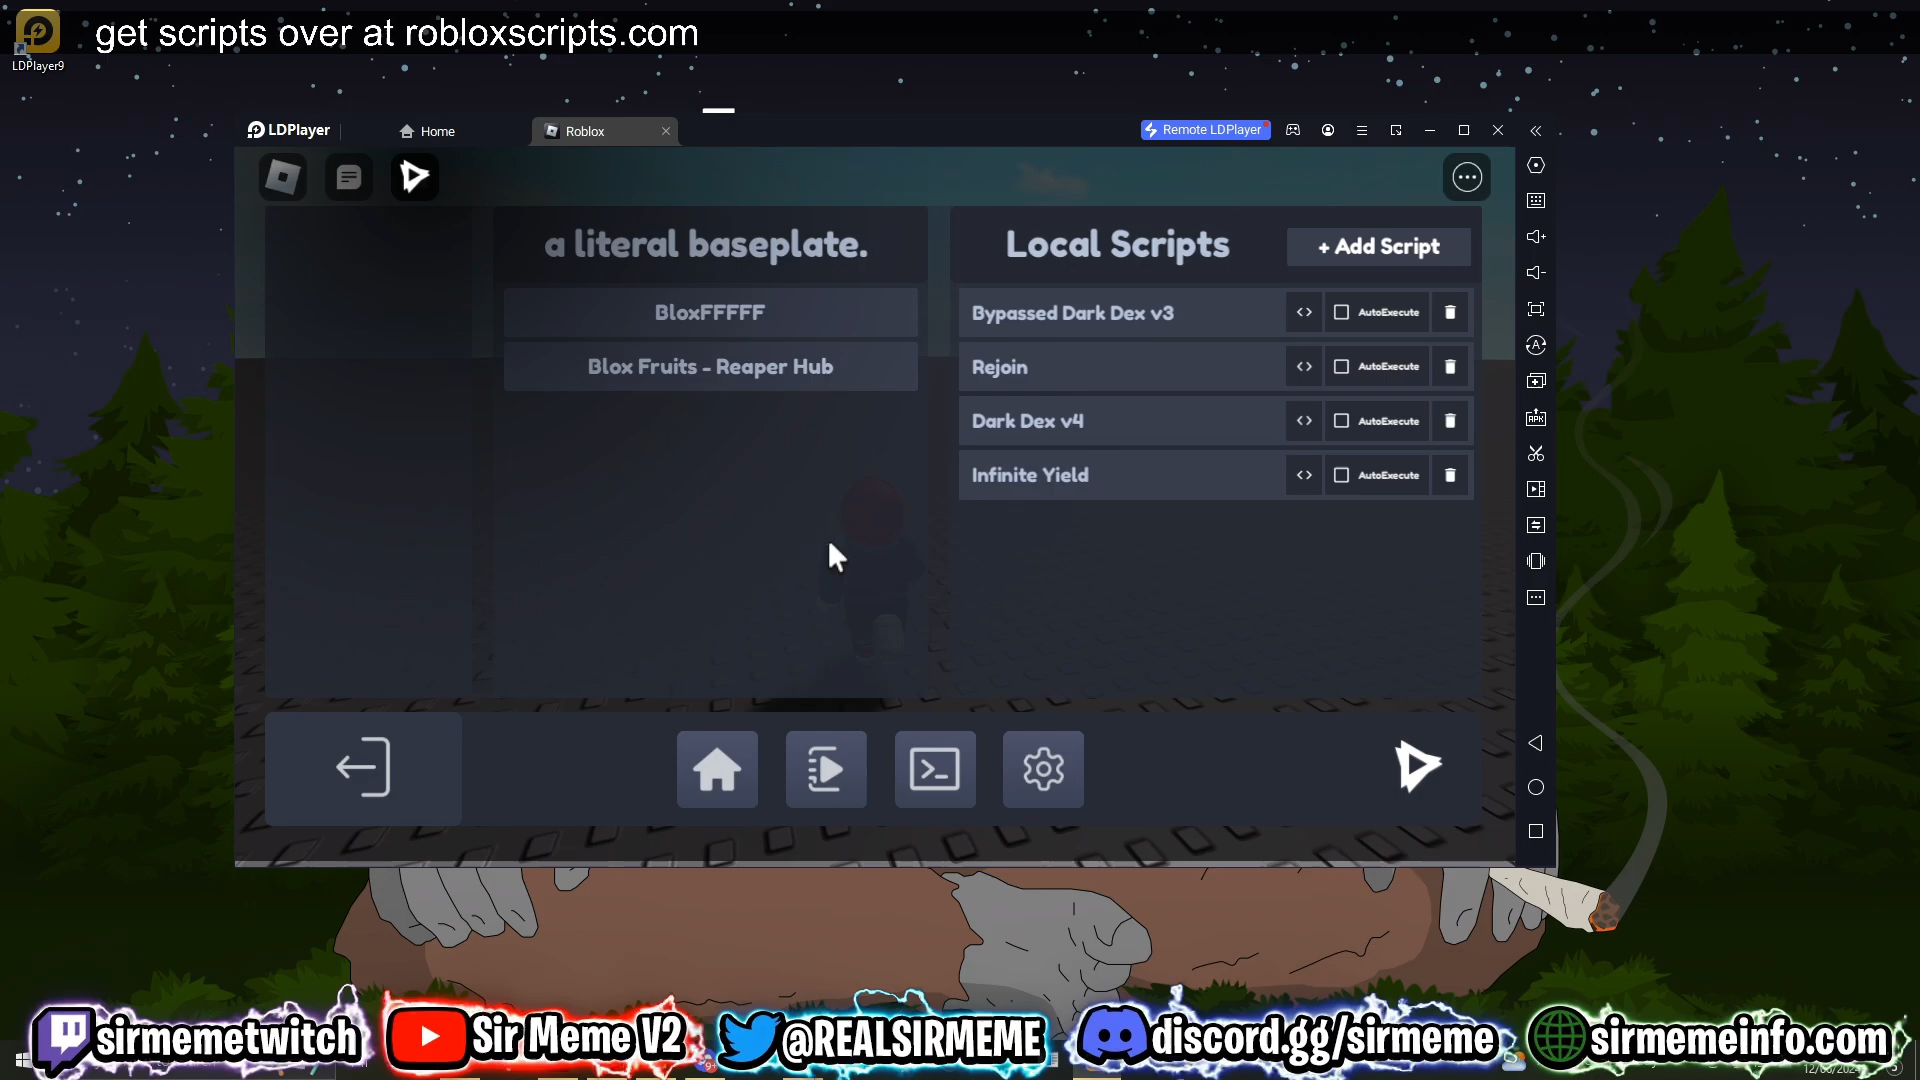 get scripts over at robloxscripts.com
LDPlayer9
LDPlayer
Home
Roblox
Remote LDPlayer
a literal baseplate.
BloxFFFFF
Blox Fruits - Reaper Hub
Local Scripts
+ Add Script
Bypassed Dark Dex v3
AutoExecute
Rejoin
AutoExecute
Dark Dex v4
AutoExecute
Infinite Yield
AutoExecute
APK
sirmemetwitch
Sir Meme V2
@REALSIRMEME
discord.gg/sirmeme
sirmemeinfo.com